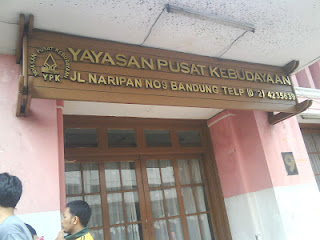 YAYASAN PUSAT KEBUDAYAAN
YPK
JL NARIPAN NO9 BANDUNG TELP